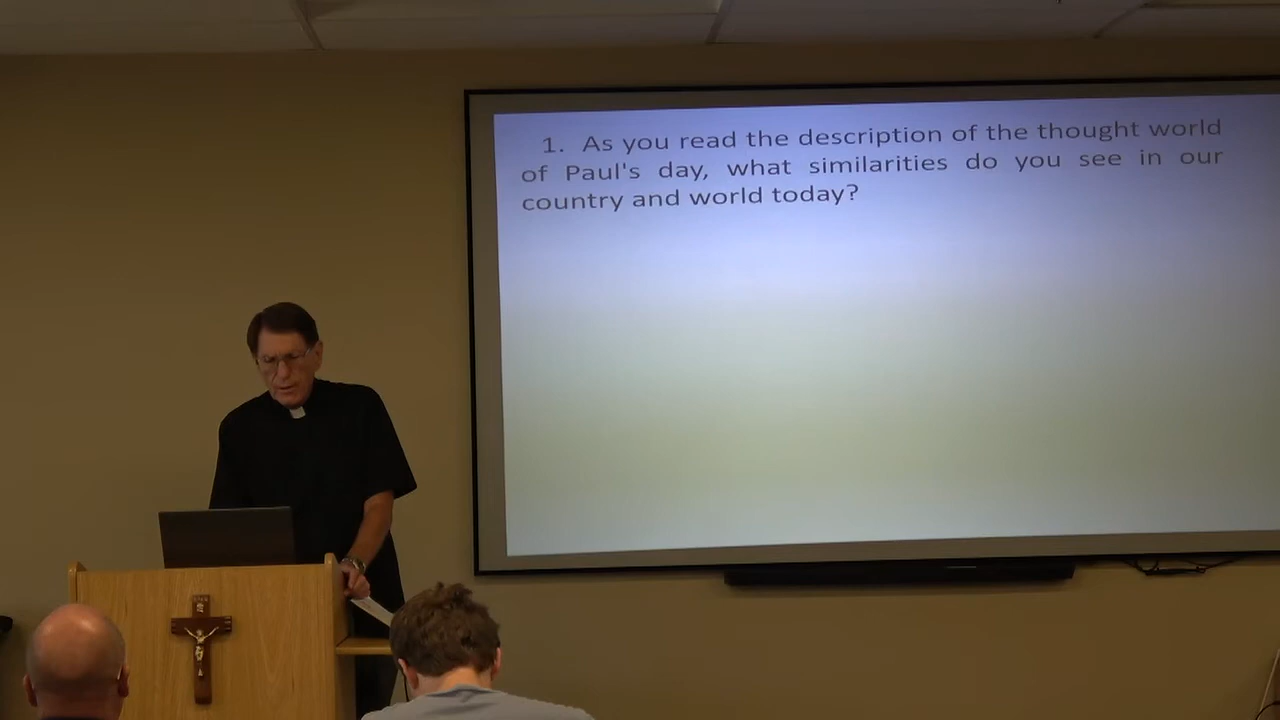 1. As you read the description of the thought world
of Paul's day, what similarities do you see in our
country and world today?